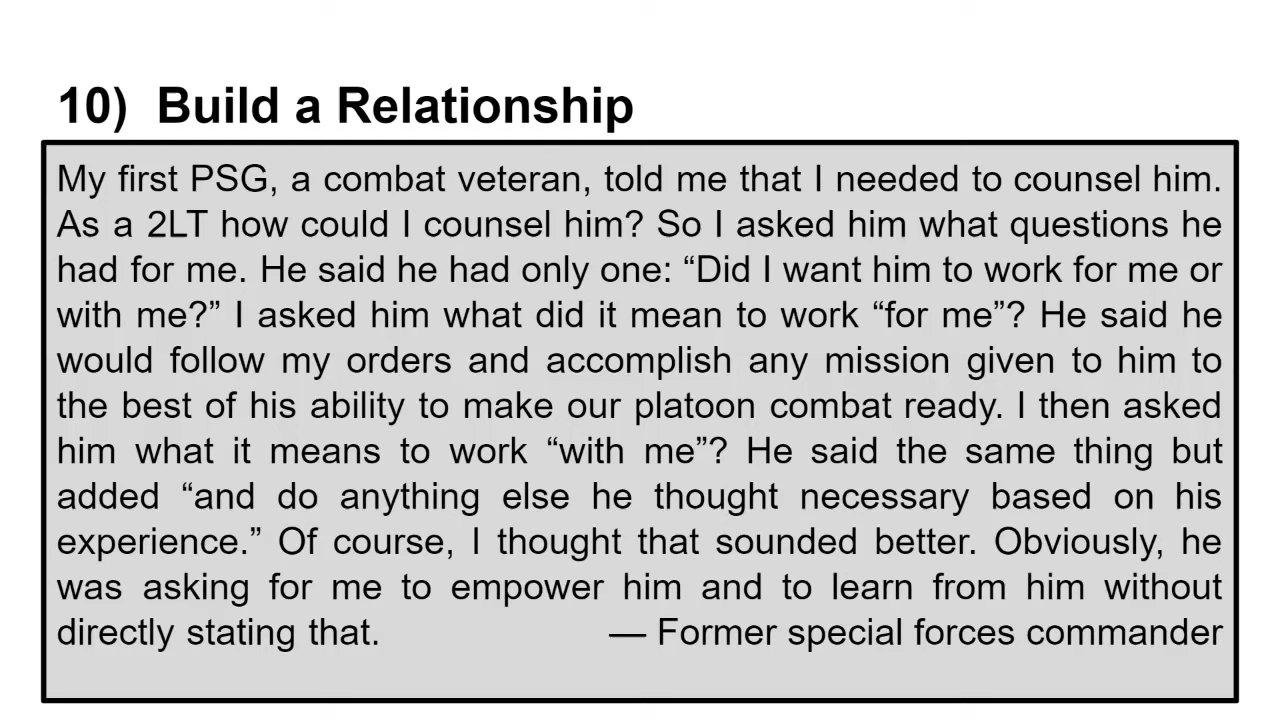 10) Build a Relationship
My first PSG, a combat veteran, told me that I needed to counsel him.
As a 2LT how could I counsel him? So I asked him what questions he
had for me. He said he had only one: “Did I want him to work for me or
with me?” I asked him what did it mean to work “for me”? He said he
would follow my orders and accomplish any mission given to him to
the best of his ability to make our platoon combat ready. I then asked
him what it means to work “with me”? He said the same thing but
added “and do anything else he thought necessary based on his
experience.” Of course, I thought that sounded better. Obviously, he
was asking for me to empower him and to learn from him without
directly stating that. — Former special forces commander